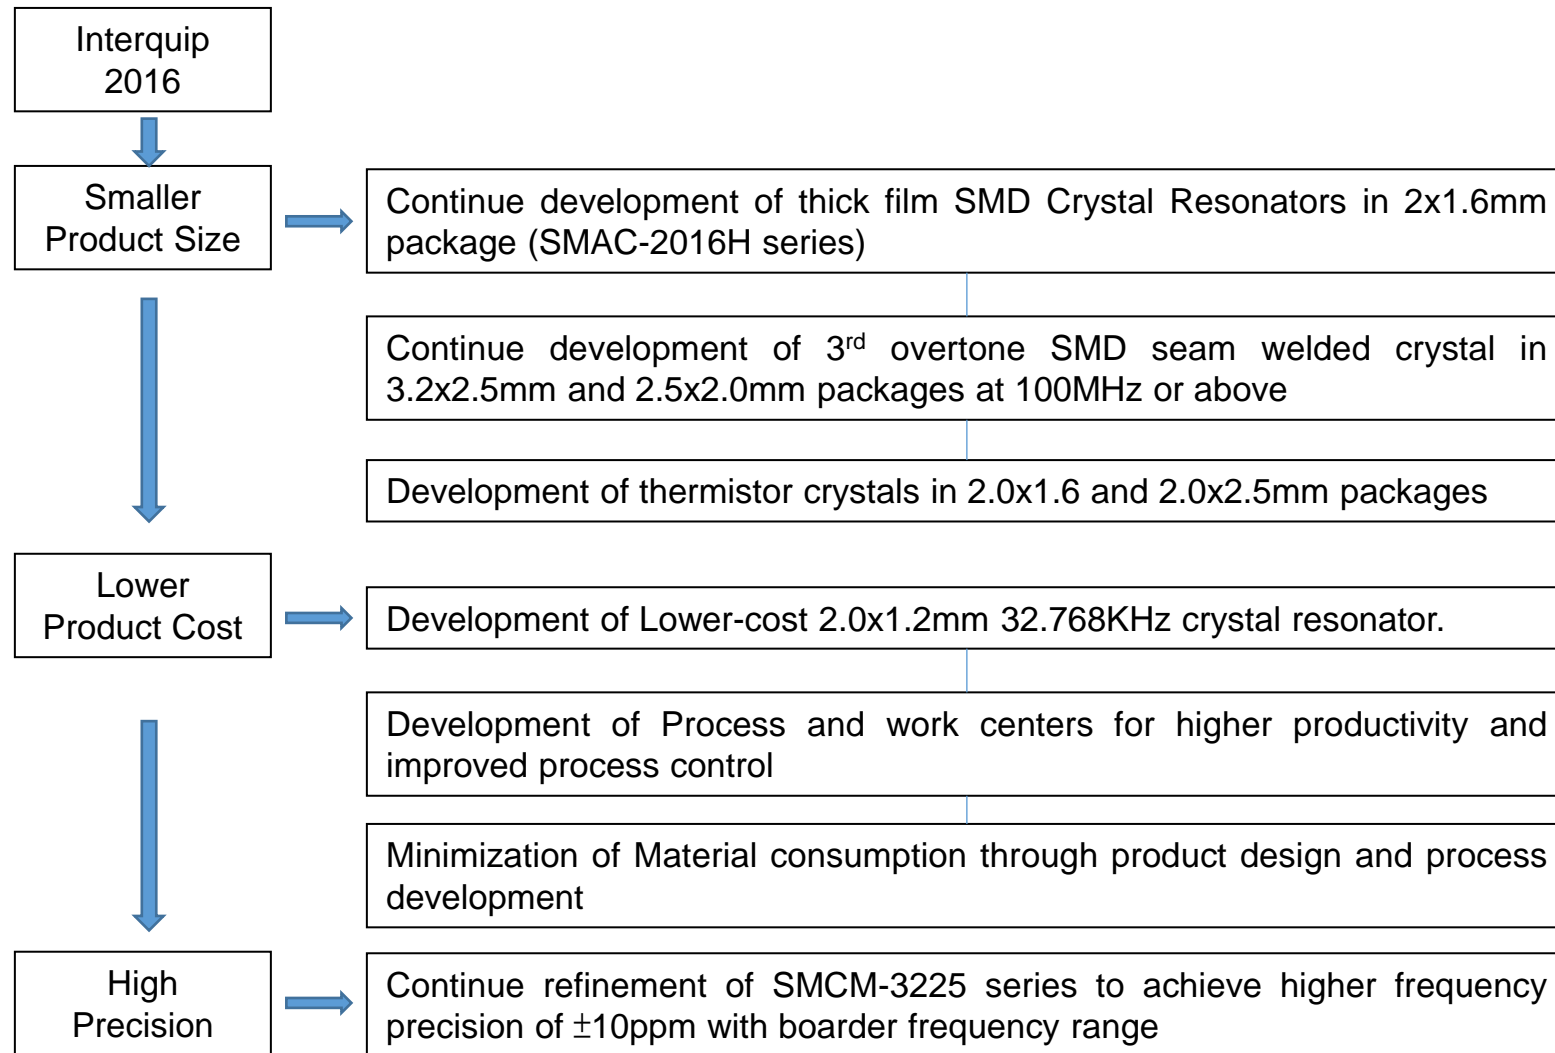 Interquip
2016
Smaller
Product Size
Continue development of thick film SMD Crystal Resonators in 2x1.6mm
package (SMAC-2016H series)
Continue development of 3rd overtone SMD seam welded crystal in
3.2x2.5mm and 2.5x2.0mm packages at 100MHz or above
Development of thermistor crystals in 2.0x1.6 and 2.0x2.5mm packages
Lower
Product Cost
Development of Lower-cost 2.0x1.2mm 32.768KHz crystal resonator.
Development of Process and work centers for higher productivity and
improved process control
Minimization of Material consumption through product design and process
development
High
Precision
Continue refinement of SMCM-3225 series to achieve higher frequency
precision of ±10ppm with boarder frequency range